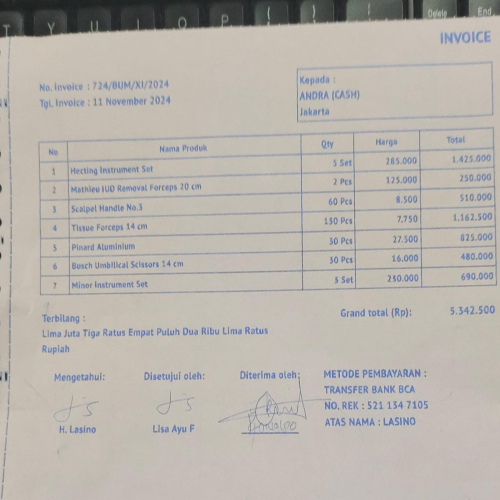 T Y U I O P { } Delete End
INVOICE
No. Invoice : 724/BUM/XI/2024
Tgl. Invoice : 11 November 2024
Kepada :
ANDRA (CASH)
Jakarta
No Nama Produk Qty Harga Total
1 Hecting Instrument Set 5 Set 285.000 1.425.000
2 Mathieu IUD Removal Forceps 20 cm 2 Pcs 125.000 250.000
3 Scalpel Handle No.3 60 Pcs 8.500 510.000
4 Tissue Forceps 14 cm 150 Pcs 7.750 1.162.500
5 Pinard Aluminium 30 Pcs 27.500 825.000
6 Busch Umbilical Scissors 14 cm 30 Pcs 16.000 480.000
7 Minor Instrument Set 3 Set 230.000 690.000
Grand total (Rp): 5.342.500
Terbilang :
Lima Juta Tiga Ratus Empat Puluh Dua Ribu Lima Ratus
Rupiah
Mengetahui: Disetujui oleh: Diterima oleh:
H. Lasino Lisa Ayu F
METODE PEMBAYARAN :
TRANSFER BANK BCA
NO. REK : 521 134 7105
ATAS NAMA : LASINO